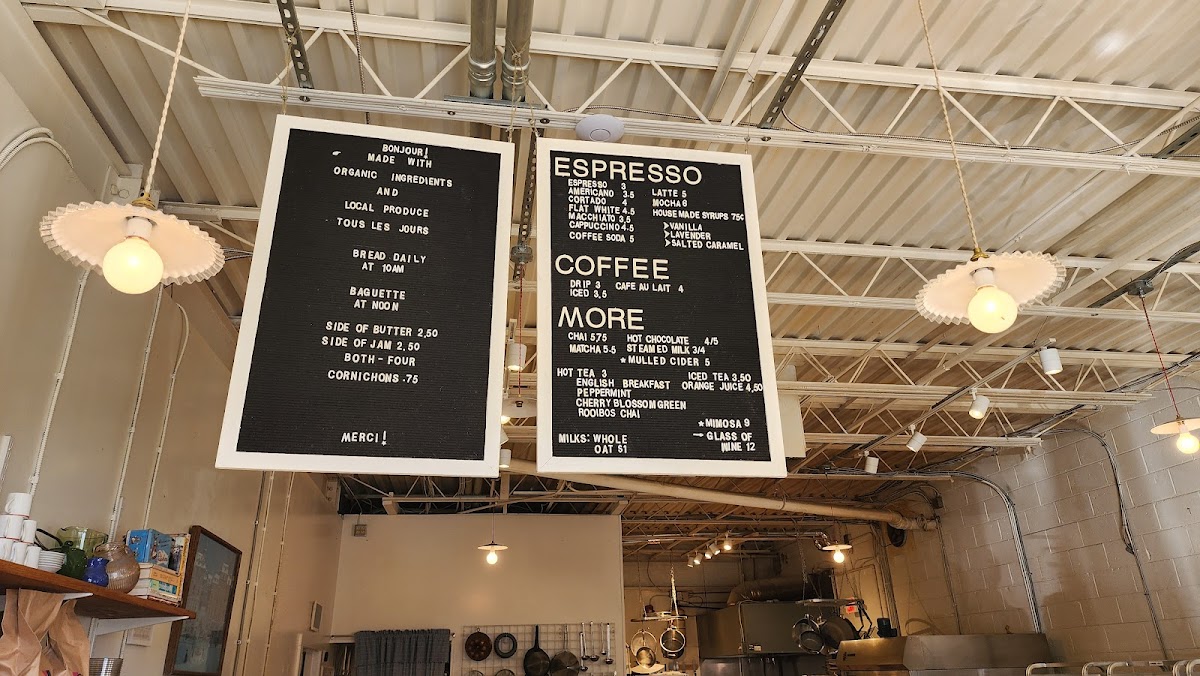 BONJOUR!
MADE WITH
ORGANIC INGREDIENTS
AND
LOCAL PRODUCE
TOUS LES JOURS
BREAD DAILY
AT 10AM
BAGUETTE
AT NOON
SIDE OF BUTTER 2,50
SIDE OF JAM 2,50
BOTH - FOUR
CORNICHONS .75
MERCI!
ESPRESSO
ESPRESSO 3
AMERICANO 3.5
CORTADO 4
FLAT WHITE 4.5
MACCHIATO 3,5
CAPPUCCINO 4.5
COFFEE SODA 5
LATTE 5
MOCHA 6
HOUSE MADE SYRUPS 75¢
VANILLA
LAVENDER
SALTED CARAMEL
COFFEE
DRIP 3 CAFE AU LAIT 4
ICED 3,5
MORE
CHAI 5.75 HOT CHOCOLATE 4/5
MATCHA 5.5 STEAMED MILK 3/4
*MULLED CIDER 5
HOT TEA 3
ENGLISH BREAKFAST
PEPPERMINT
CHERRY BLOSSOM GREEN
ROOIBOS CHAI
ICED TEA 3,50
ORANGE JUICE 4,50
*MIMOSA 9
→GLASS OF
WINE 12
MILKS: WHOLE
OAT $1